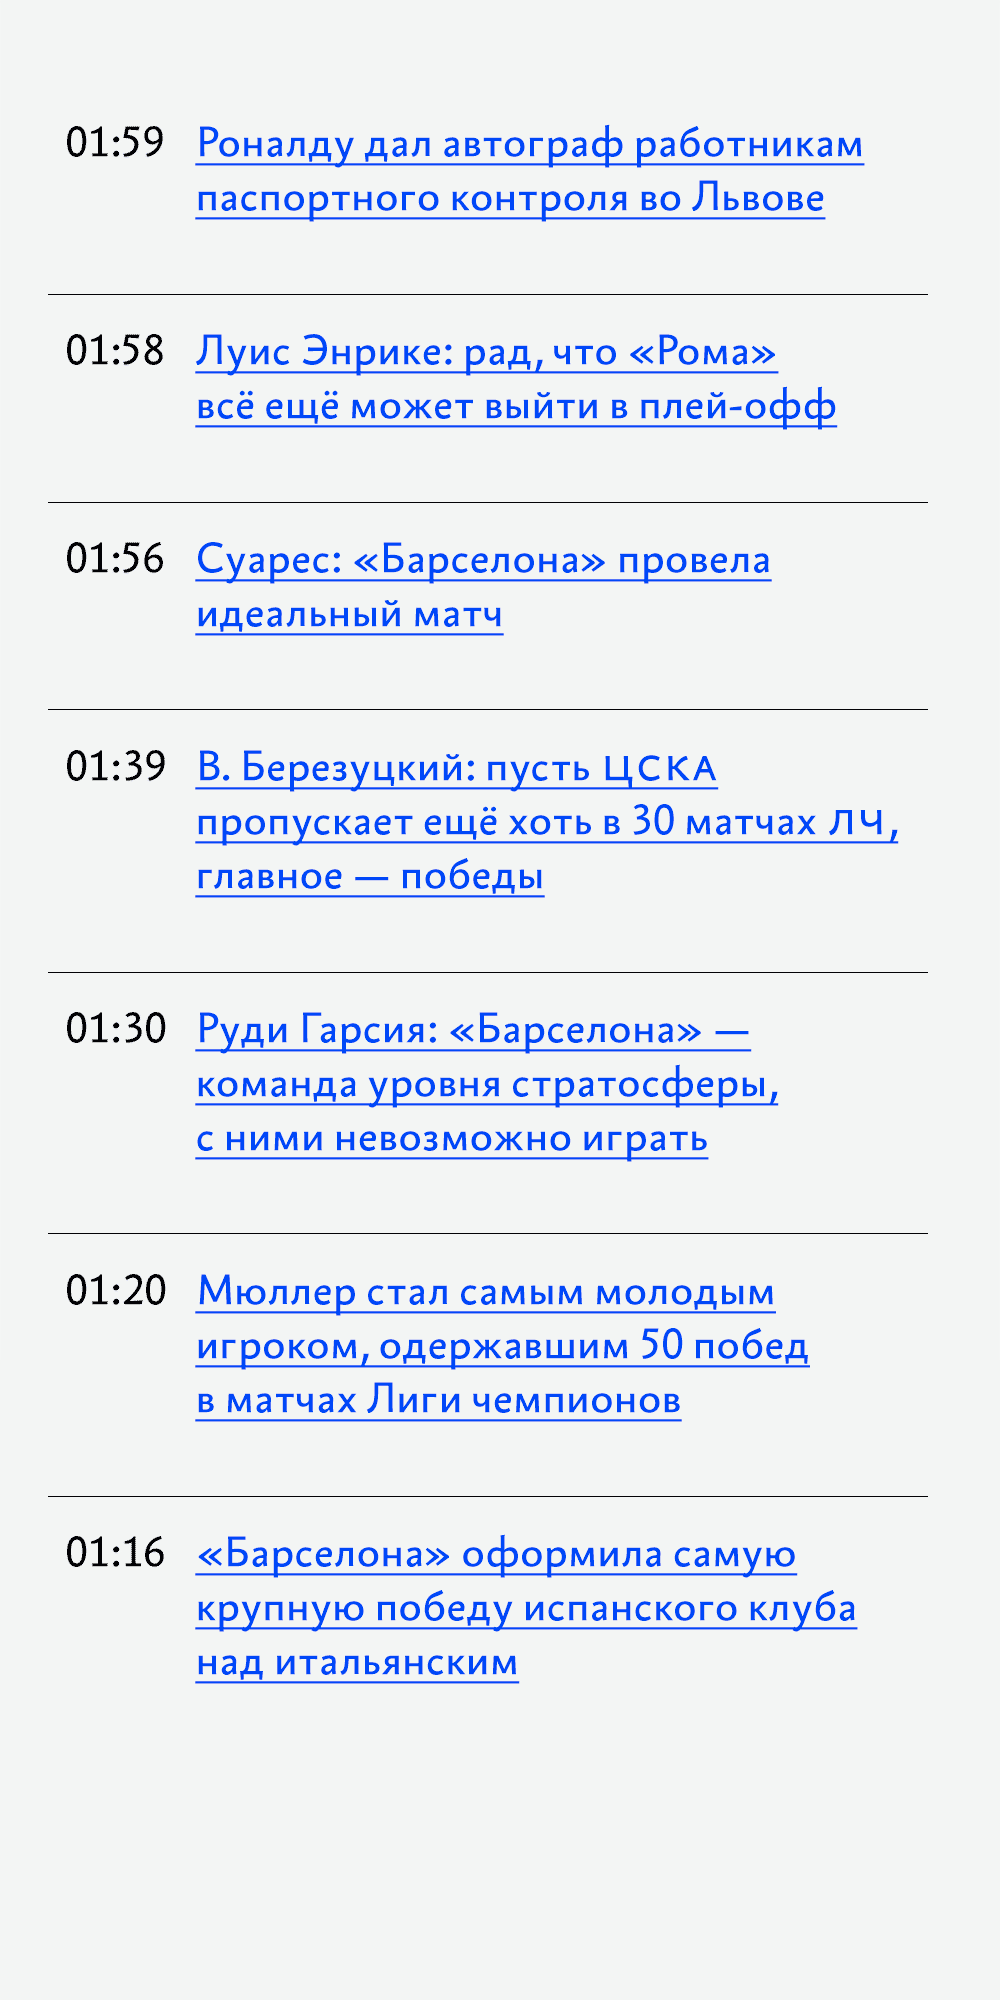 01:59 Роналду дал автограф работникам
паспортного контроля во Львове
01:58 Луис Энрике: рад, что «Рома»
всё ещё может выйти в плей-офф
01:56 Суарес: «Барселона» провела
идеальный матч
01:39 В. Березуцкий: пусть ЦСКА
пропускает ещё хоть в 30 матчах ЛЧ,
главное — победы
01:30 Руди Гарсия: «Барселона» —
команда уровня стратосферы,
с ними невозможно играть
01:20 Мюллер стал самым молодым
игроком, одержавшим 50 побед
в матчах Лиги чемпионов
01:16 «Барселона» оформила самую
крупную победу испанского клуба
над итальянским